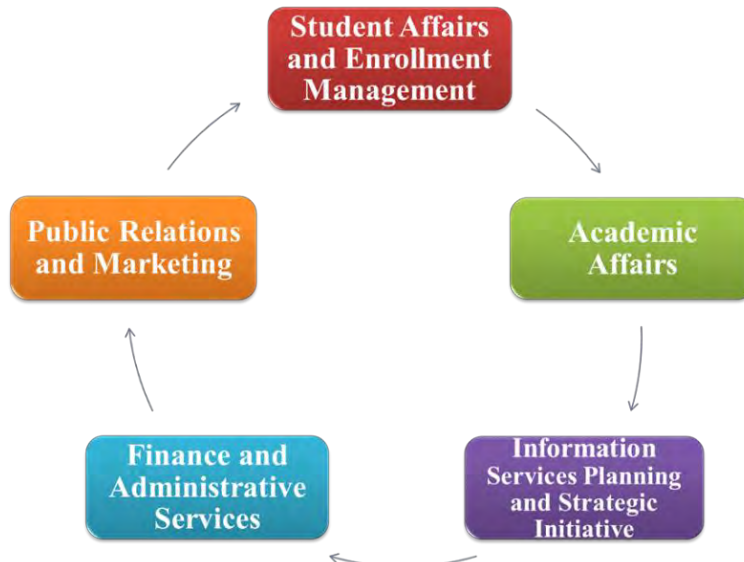 Student Affairs
and Enrollment
Management
Public Relations
and Marketing
Academic
Affairs
Finance and
Administrative
Services
Information
Services Planning
and Strategic
Initiative